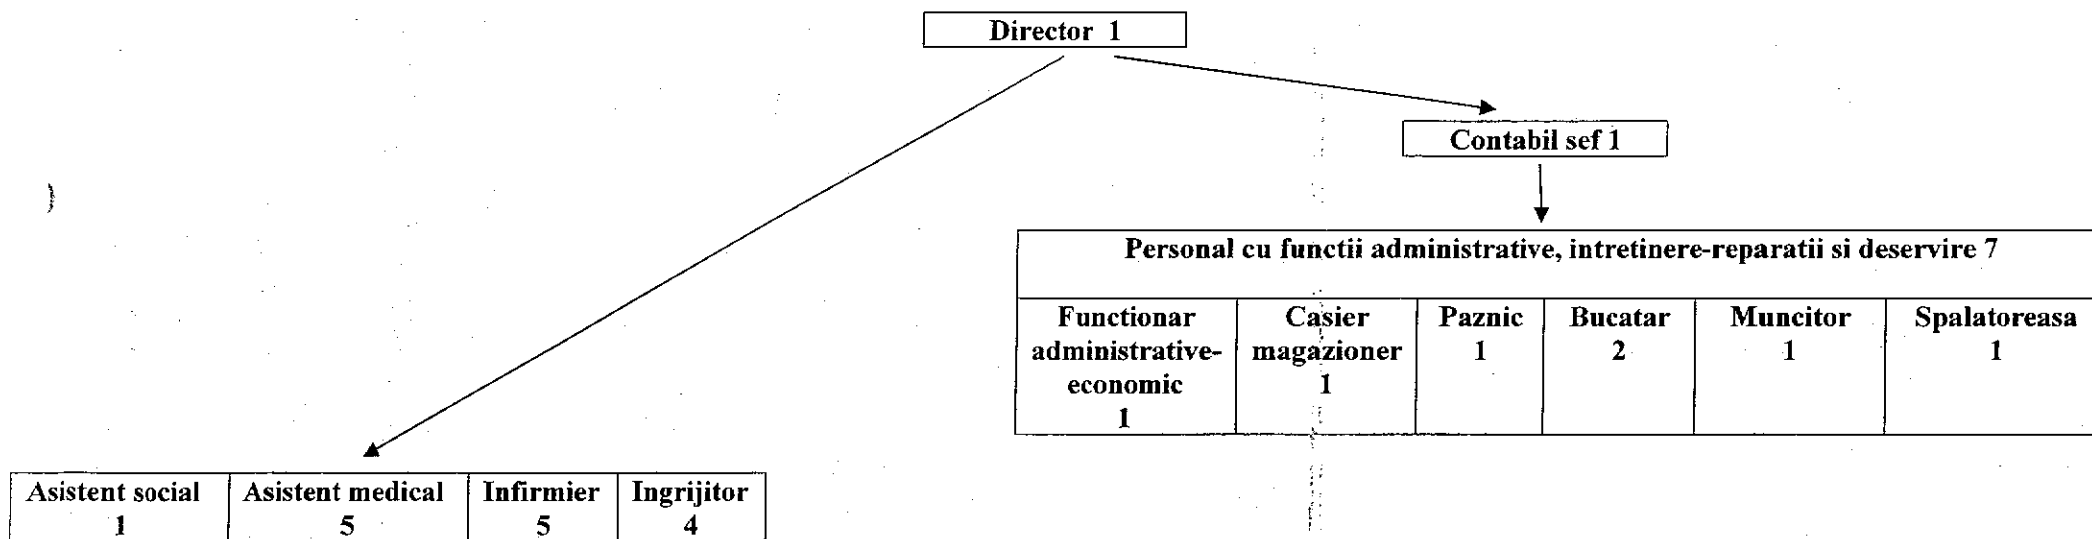 Director 1
Contabil sef 1
Personal cu functii administrative, intretinere-reparatii si deservire 7
Functionar
administrative-
economic
1
Casier
magazioner
1
Paznic
1
Bucatar
2
Muncitor
1
Spalatoreasa
1
Asistent social
1
Asistent medical
5
Infirmier
5
Ingrijitor
4